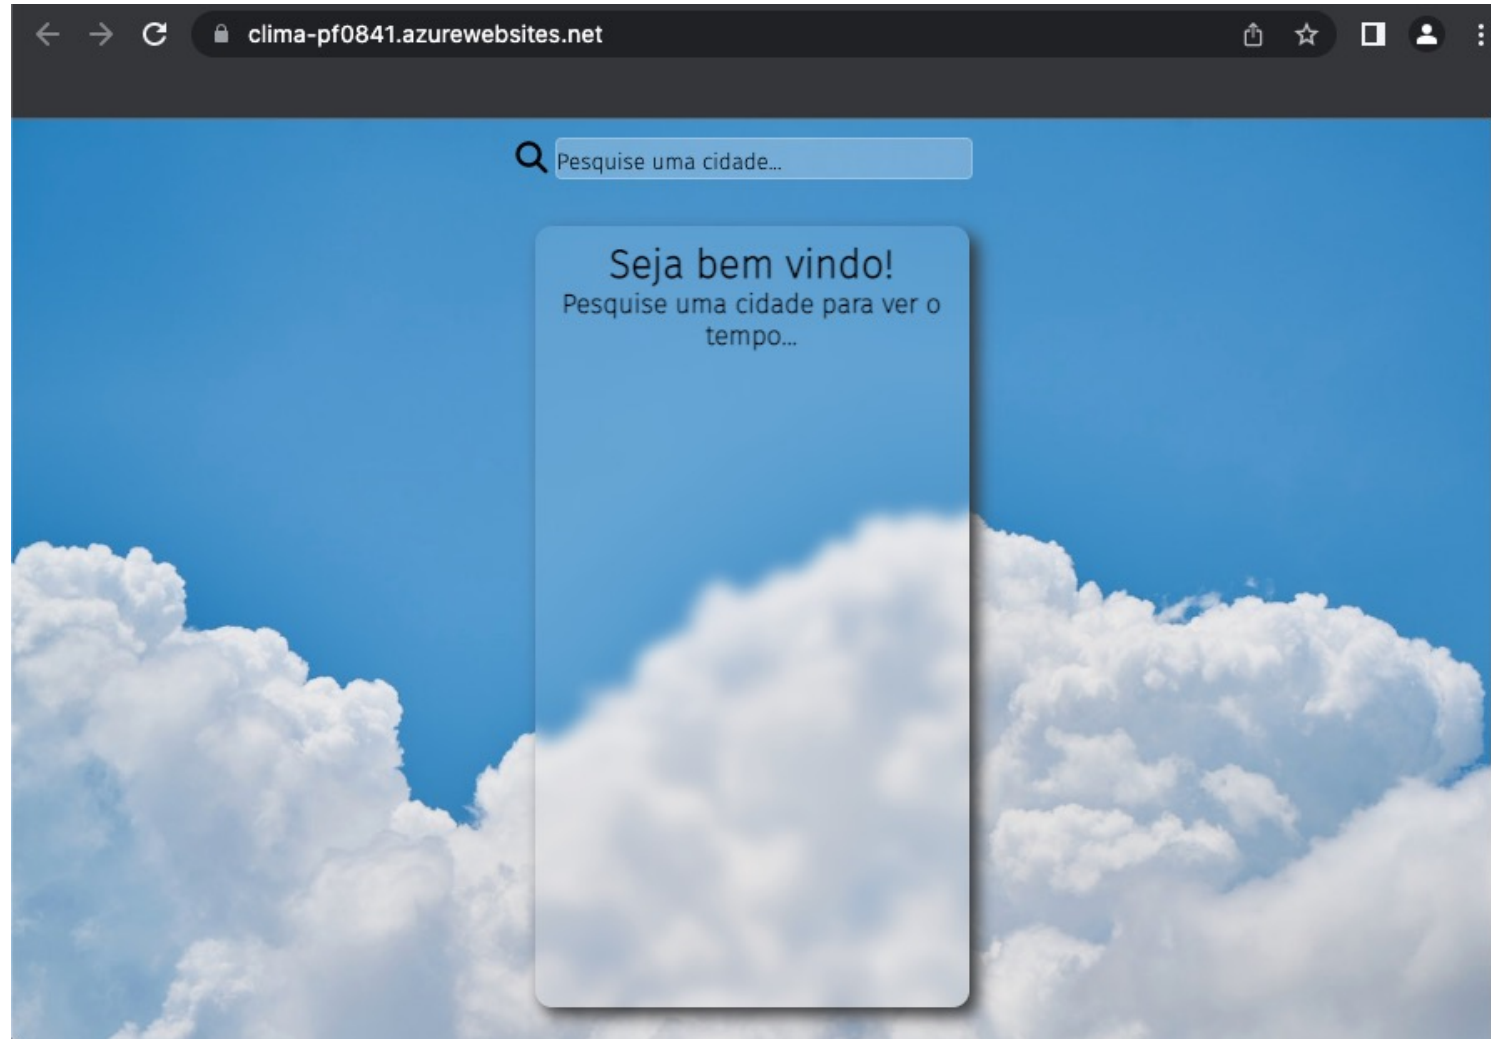 clima-pf0841.azurewebsites.net
Pesquise uma cidade...
Seja bem vindo!
Pesquise uma cidade para ver o
tempo...